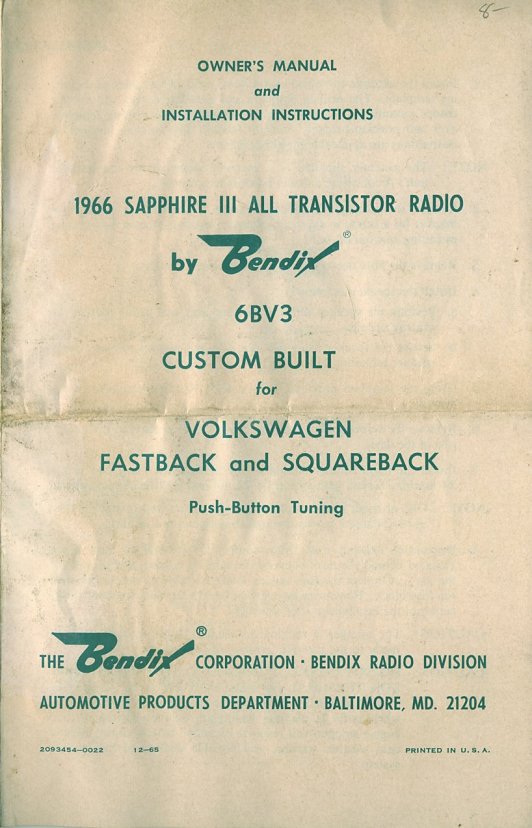 8-
OWNER'S MANUAL
and
INSTALLATION INSTRUCTIONS
1966 SAPPHIRE III ALL TRANSISTOR RADIO
by Bendix®
6BV3
CUSTOM BUILT
for
VOLKSWAGEN
FASTBACK and SQUAREBACK
Push-Button Tuning
THE Bendix® CORPORATION · BENDIX RADIO DIVISION
AUTOMOTIVE PRODUCTS DEPARTMENT · BALTIMORE, MD. 21204
2093454-0022 12-65 PRINTED IN U.S.A.